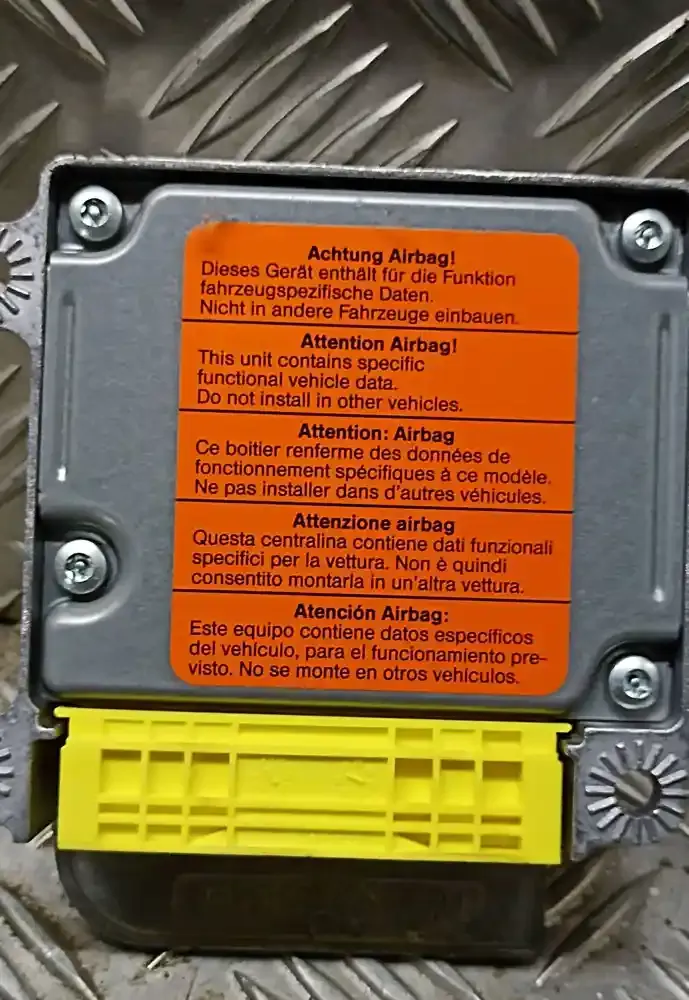 Achtung Airbag!
Dieses Gerät enthält für die Funktion
fahrzeugspezifische Daten.
Nicht in andere Fahrzeuge einbauen.
Attention Airbag!
This unit contains specific
functional vehicle data.
Do not install in other vehicles.
Attention: Airbag
Ce boitier renferme des données de
fonctionnement spécifiques à ce modèle.
Ne pas installer dans d'autres véhicules.
Attenzione airbag
Questa centralina contiene dati funzionali
specifici per la vettura. Non è quindi
consentito montarla in un'altra vettura.
Atención Airbag:
Este equipo contiene datos específicos
del vehículo, para el funcionamiento pre-
visto. No se monte en otros vehículos.